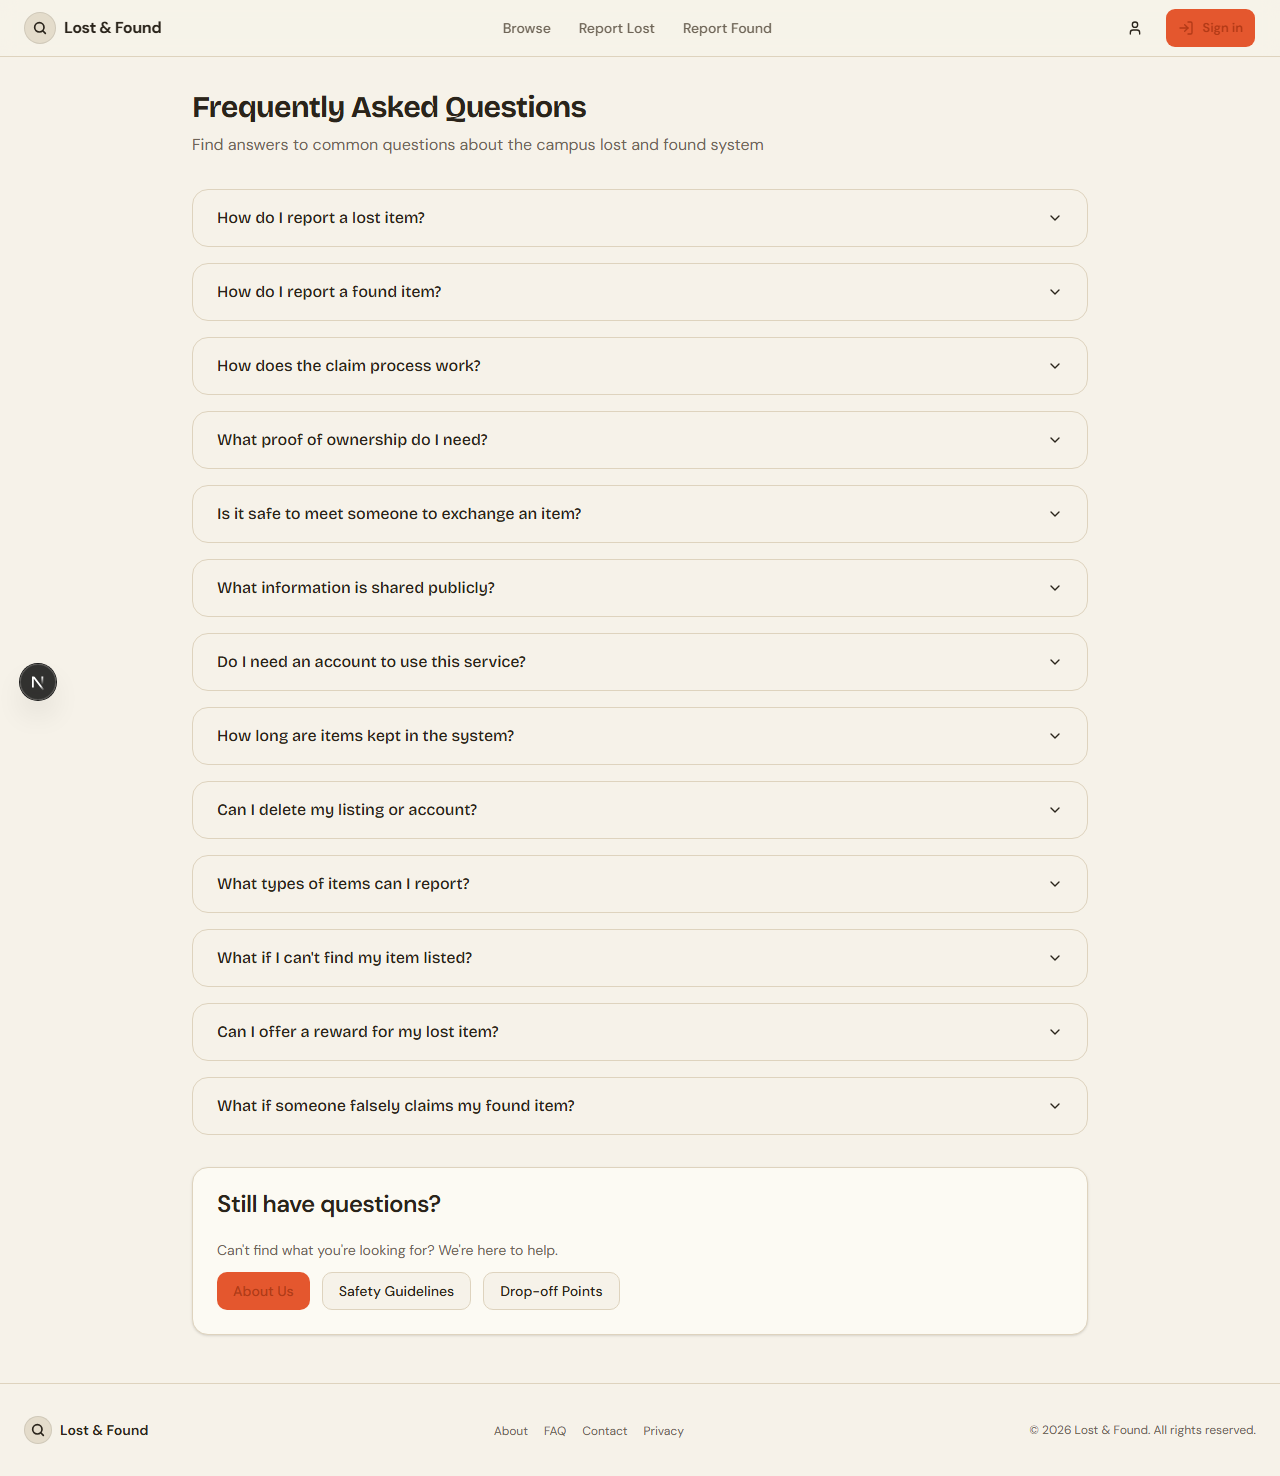 Lost & Found
Browse
Report Lost
Report Found
Sign in
Frequently Asked Questions
Find answers to common questions about the campus lost and found system
How do I report a lost item?
How do I report a found item?
How does the claim process work?
What proof of ownership do I need?
Is it safe to meet someone to exchange an item?
What information is shared publicly?
Do I need an account to use this service?
How long are items kept in the system?
Can I delete my listing or account?
What types of items can I report?
What if I can't find my item listed?
Can I offer a reward for my lost item?
What if someone falsely claims my found item?
Still have questions?
Can't find what you're looking for? We're here to help.
About Us
Safety Guidelines
Drop-off Points
Lost & Found
About
FAQ
Contact
Privacy
© 2026 Lost & Found. All rights reserved.
N